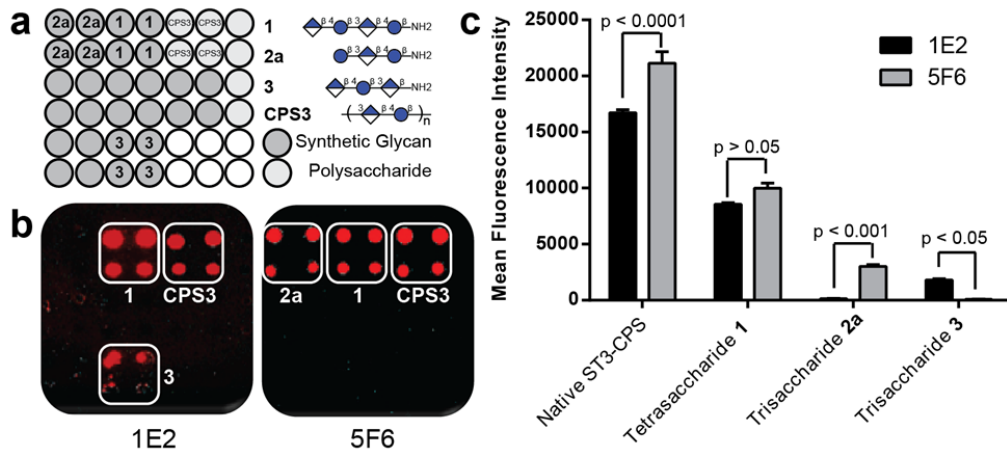 a
2a 2a 1 1 CPS3 CPS3
2a 2a 1 1 CPS3 CPS3
3 3
3 3
β 4 β 3 β 4 β NH2 1
β 3 β 4 β NH2 2a
β 4 β 3 β NH2 3
CPS3 ( 3 β 4 β )n
Synthetic Glycan
Polysaccharide
b
1 CPS3
3
1E2
2a 1 CPS3
5F6
c
Mean Fluorescence Intensity
25000
20000
15000
10000
5000
0
p < 0.0001
p > 0.05
p < 0.001
p < 0.05
1E2
5F6
Native ST3-CPS
Tetrasaccharide 1
Trisaccharide 2a
Trisaccharide 3